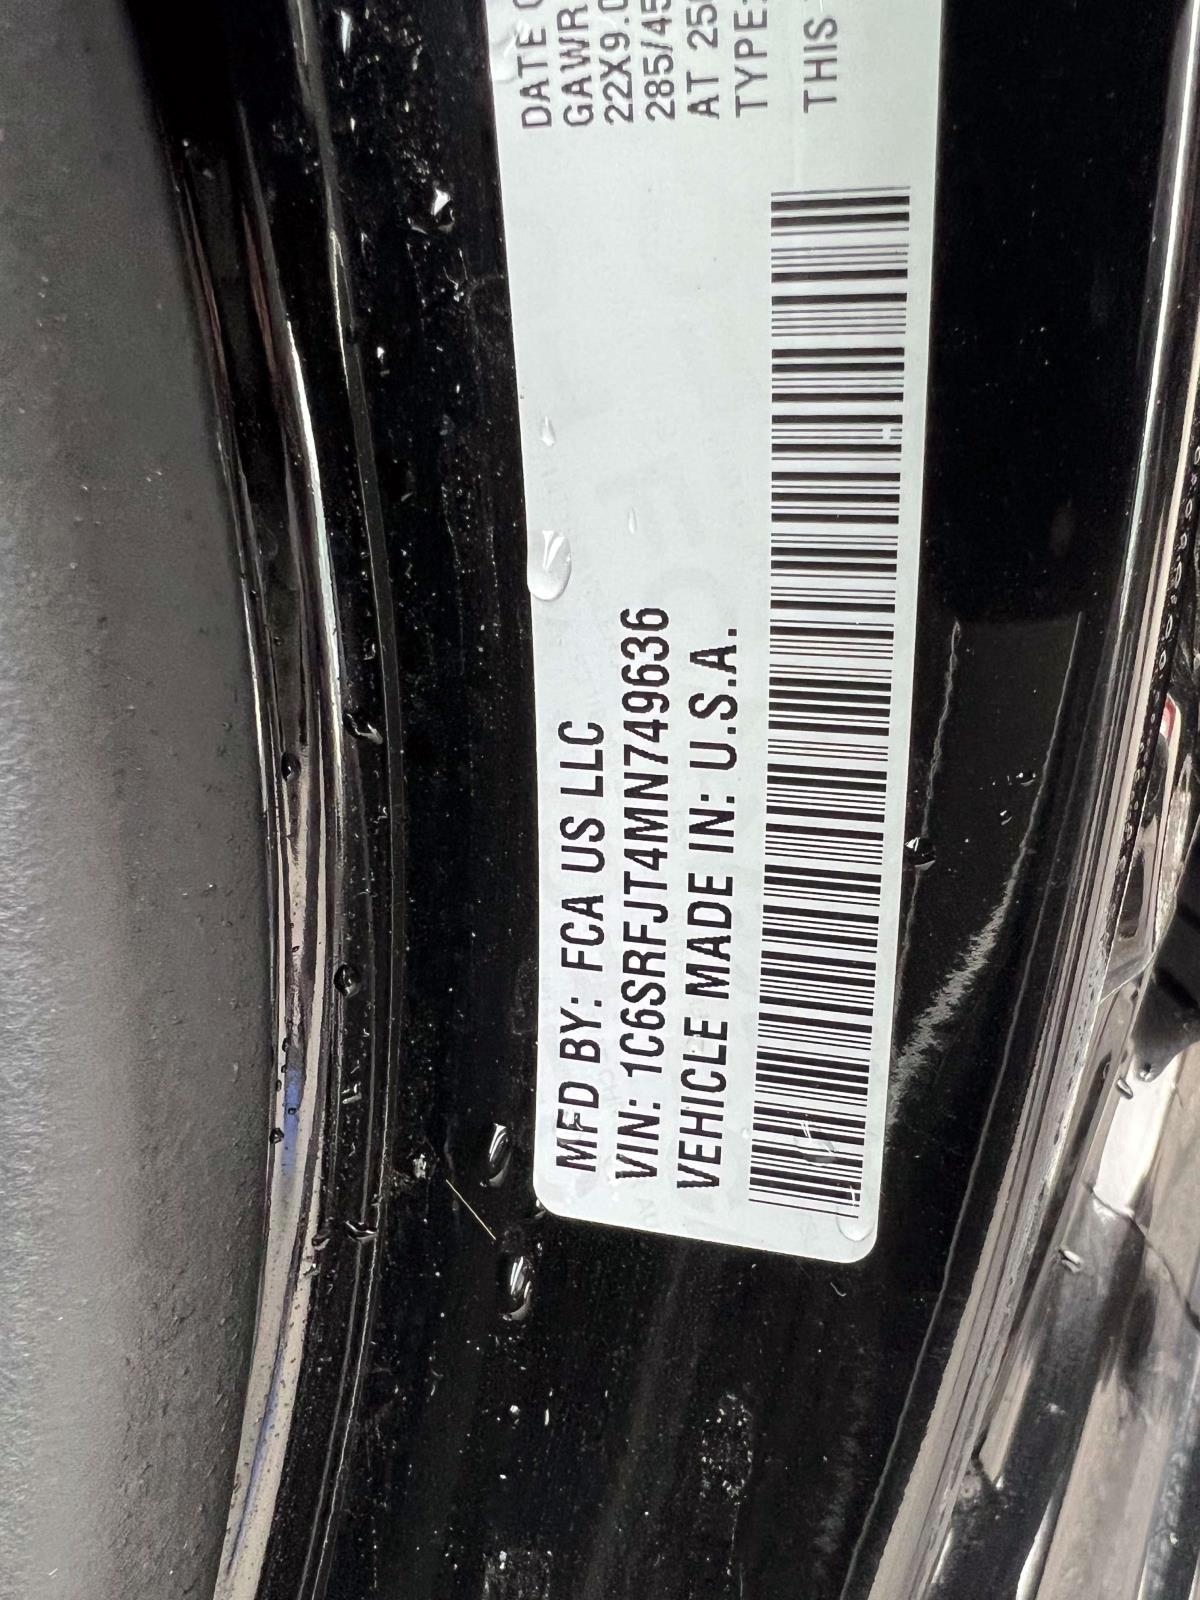 MFD BY: FCA US LLC
VIN: 1C6SRFJT4MN749636
VEHICLE MADE IN: U.S.A.
DATE O
GAWR
22X9.0
285/45
AT 250
TYPE:
THIS